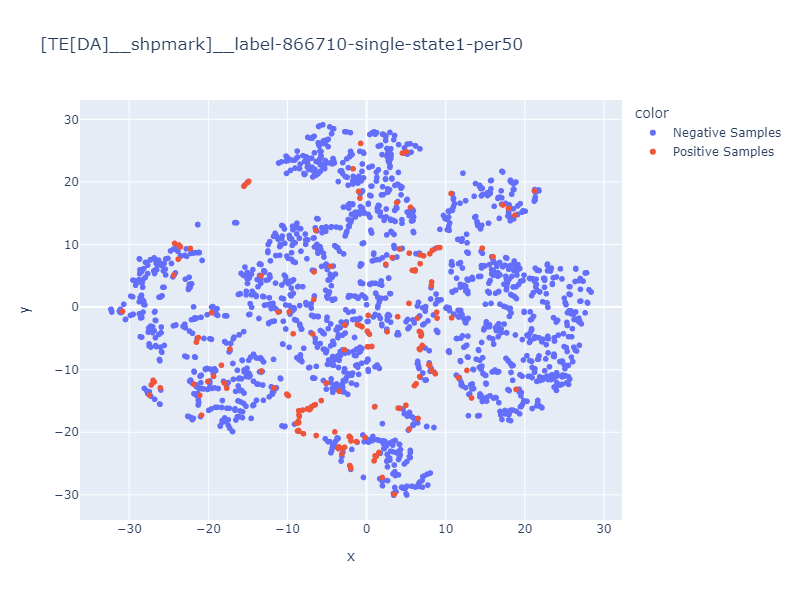 [TE[DA]__shpmark]__label-866710-single-state1-per50
color
Negative Samples
Positive Samples
30
20
10
0
−10
−20
−30
y
−30
−20
−10
0
10
20
30
x